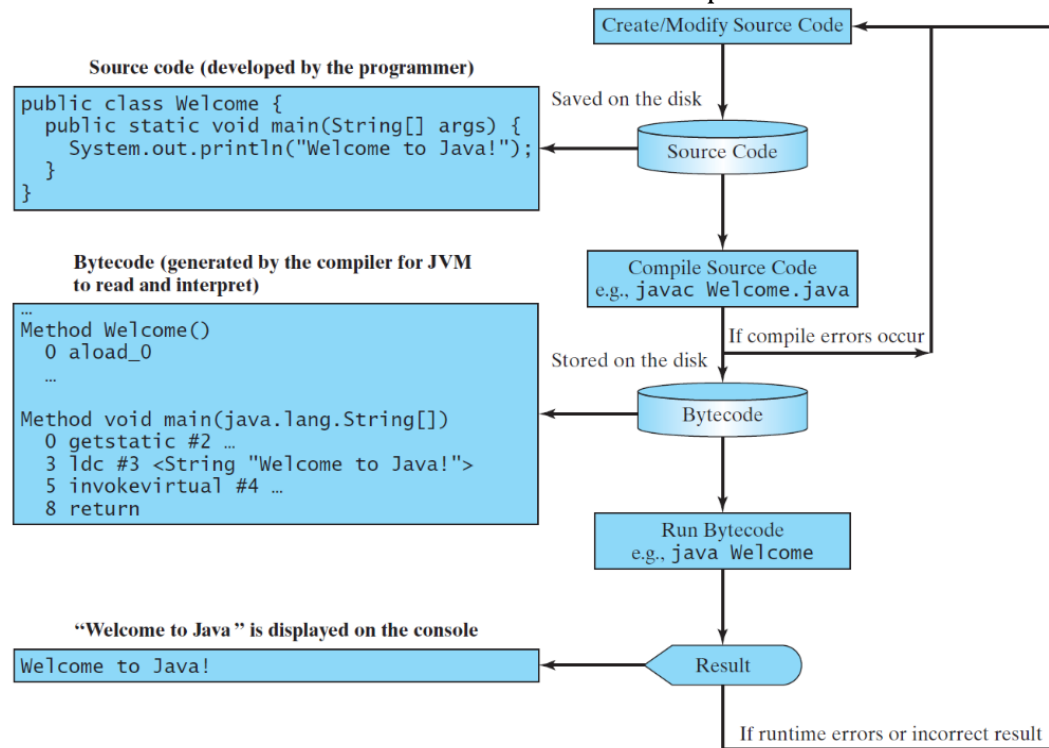 Create/Modify Source Code
Source code (developed by the programmer)
public class Welcome {
  public static void main(String[] args) {
    System.out.println("Welcome to Java!");
  }
}
Saved on the disk
Source Code
Compile Source Code
e.g., javac Welcome.java
If compile errors occur
Stored on the disk
Bytecode (generated by the compiler for JVM
to read and interpret)
…
Method Welcome()
  0 aload_0
  …
Method void main(java.lang.String[])
  0 getstatic #2 …
  3 ldc #3 <String "Welcome to Java!">
  5 invokevirtual #4 …
  8 return
Bytecode
Run Bytecode
e.g., java Welcome
“Welcome to Java” is displayed on the console
Welcome to Java!
Result
If runtime errors or incorrect result